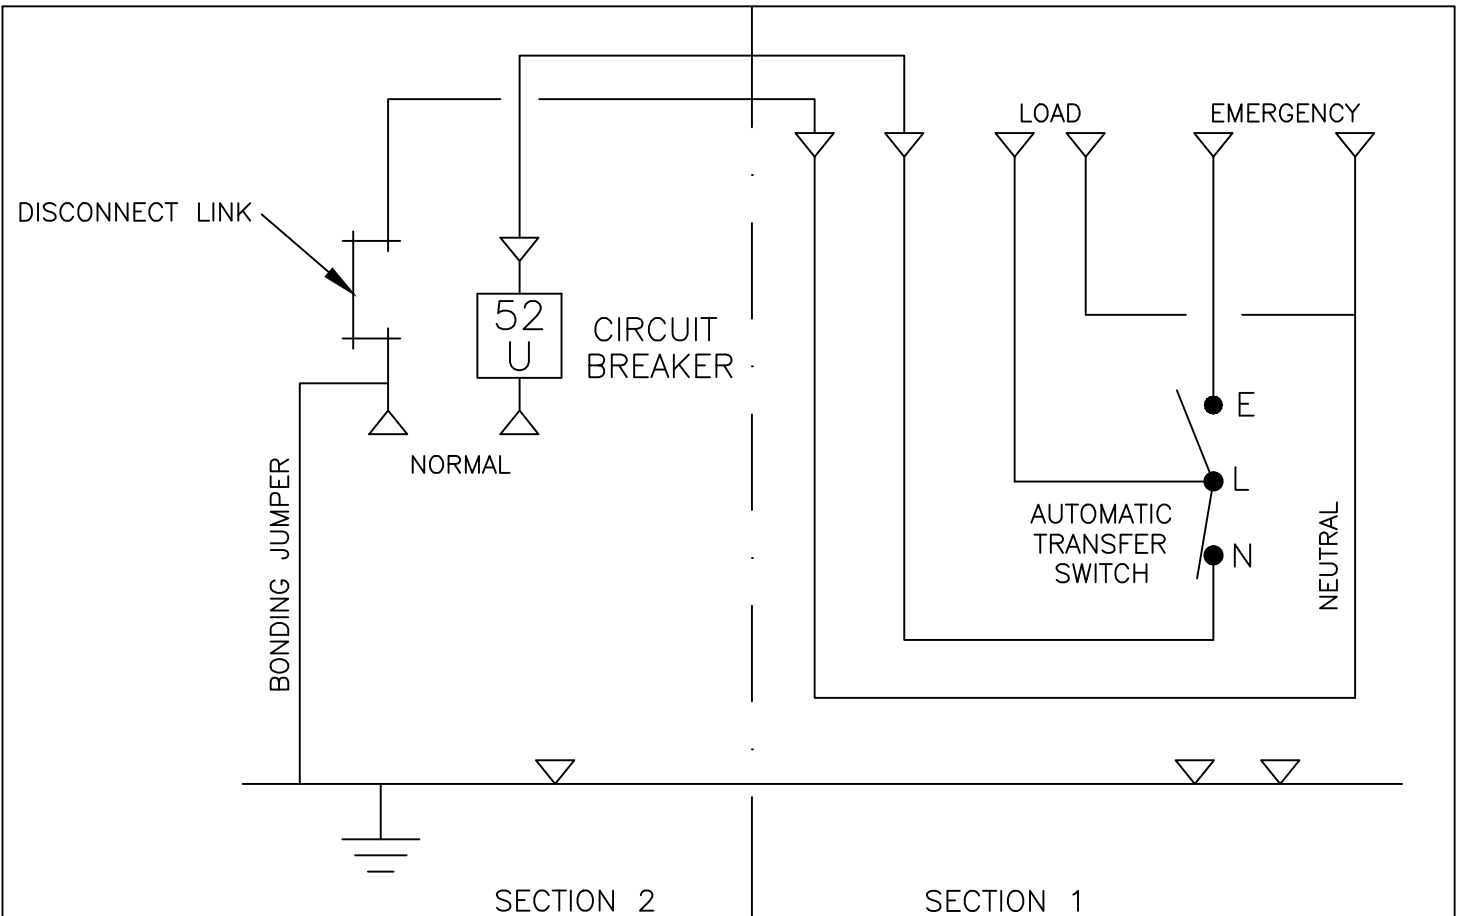 LOAD
EMERGENCY
DISCONNECT LINK
52
U
CIRCUIT
BREAKER
NORMAL
BONDING JUMPER
E
L
N
AUTOMATIC
TRANSFER
SWITCH
NEUTRAL
SECTION 2
SECTION 1